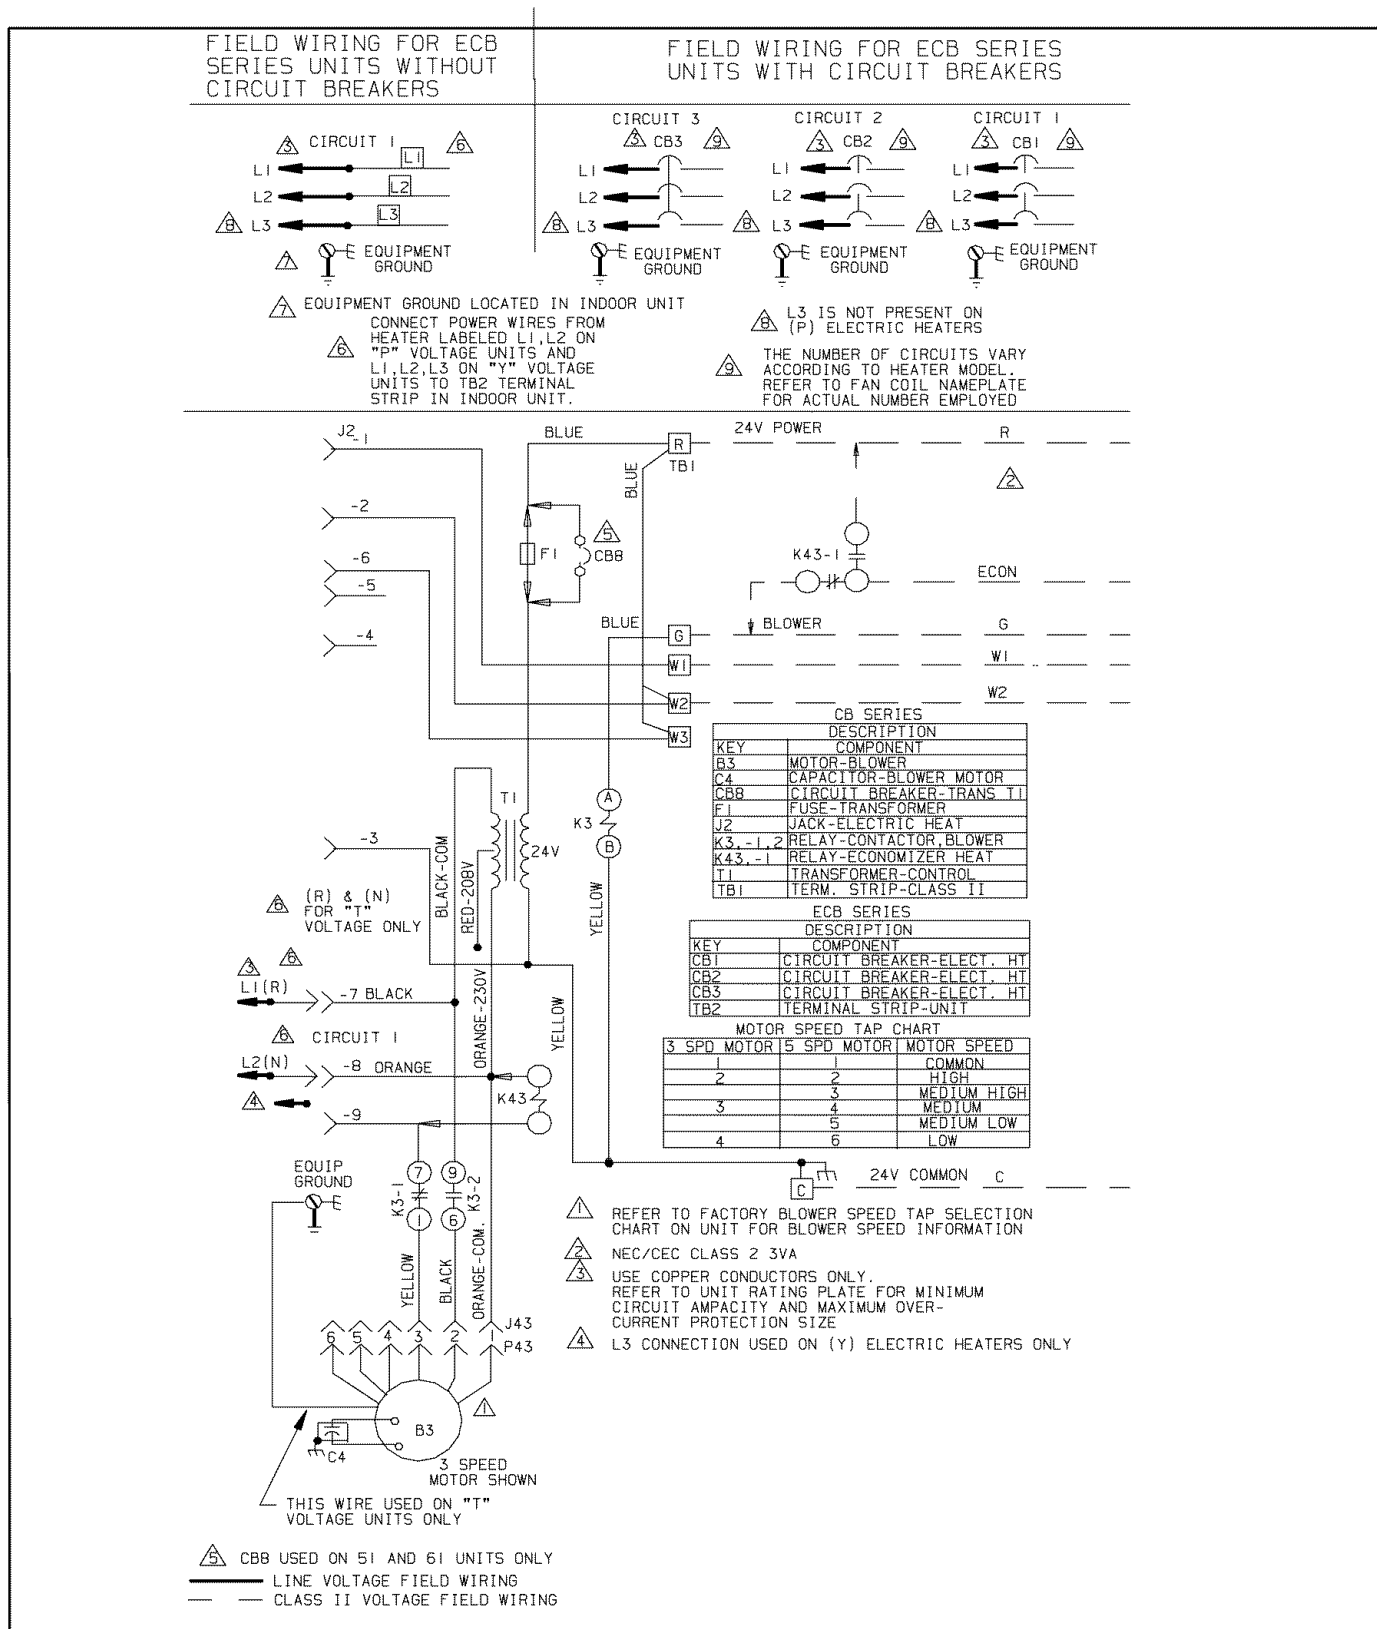 FIELD WIRING FOR ECB
SERIES UNITS WITHOUT
CIRCUIT BREAKERS
FIELD WIRING FOR ECB SERIES
UNITS WITH CIRCUIT BREAKERS
3 CIRCUIT 1 6
L1 L1
L2 L2
8 L3 L3
7 EQUIPMENT
GROUND
CIRCUIT 3
3 CB3 9
L1
L2
8 L3
EQUIPMENT
GROUND
CIRCUIT 2
3 CB2 9
L1
L2
8 L3
EQUIPMENT
GROUND
CIRCUIT 1
3 CB1 9
L1
L2
8 L3
EQUIPMENT
GROUND
7 EQUIPMENT GROUND LOCATED IN INDOOR UNIT
6 CONNECT POWER WIRES FROM
HEATER LABELED L1,L2 ON
"P" VOLTAGE UNITS AND
L1,L2,L3 ON "Y" VOLTAGE
UNITS TO TB2 TERMINAL
STRIP IN INDOOR UNIT.
8 L3 IS NOT PRESENT ON
(P) ELECTRIC HEATERS
9 THE NUMBER OF CIRCUITS VARY
ACCORDING TO HEATER MODEL.
REFER TO FAN COIL NAMEPLATE
FOR ACTUAL NUMBER EMPLOYED
J2 -1
BLUE
R
TB1
24V POWER
R
2
BLUE
-2
5
F1
CB8
K43-1
-6
-5
ECON
-4
BLUE
G
BLOWER
G
W1
W1
W2
W2
W3
CB SERIES
DESCRIPTION
KEY COMPONENT
B3 MOTOR-BLOWER
C4 CAPACITOR-BLOWER MOTOR
CB8 CIRCUIT BREAKER-TRANS T1
F1 FUSE-TRANSFORMER
J2 JACK-ELECTRIC HEAT
K3,-1,2 RELAY-CONTACTOR,BLOWER
K43,-1 RELAY-ECONOMIZER HEAT
T1 TRANSFORMER-CONTROL
TB1 TERM. STRIP-CLASS II
T1
A
K3
B
-3
24V
BLACK-COM
RED-208V
YELLOW
6 (R) & (N)
FOR "T"
VOLTAGE ONLY
ECB SERIES
DESCRIPTION
KEY COMPONENT
CB1 CIRCUIT BREAKER-ELECT. HT
CB2 CIRCUIT BREAKER-ELECT. HT
CB3 CIRCUIT BREAKER-ELECT. HT
TB2 TERMINAL STRIP-UNIT
3 6
L1(R)
-7 BLACK
ORANGE-230V
YELLOW
6 CIRCUIT 1
L2(N)
-8 ORANGE
4
K43
-9
MOTOR SPEED TAP CHART
3 SPD MOTOR 5 SPD MOTOR MOTOR SPEED
1 1 COMMON
2 2 HIGH
3 MEDIUM HIGH
3 4 MEDIUM
5 MEDIUM LOW
4 6 LOW
EQUIP
GROUND
7
K3-1
1
9
K3-2
6
C
24V COMMON C
YELLOW
BLACK
ORANGE-COM.
1 REFER TO FACTORY BLOWER SPEED TAP SELECTION
CHART ON UNIT FOR BLOWER SPEED INFORMATION
2 NEC/CEC CLASS 2 3VA
3 USE COPPER CONDUCTORS ONLY.
REFER TO UNIT RATING PLATE FOR MINIMUM
CIRCUIT AMPACITY AND MAXIMUM OVER-
CURRENT PROTECTION SIZE
4 L3 CONNECTION USED ON (Y) ELECTRIC HEATERS ONLY
J43
6 5 4 3 2 1
P43
1
B3
C4
3 SPEED
MOTOR SHOWN
THIS WIRE USED ON "T"
VOLTAGE UNITS ONLY
5 CB8 USED ON 51 AND 61 UNITS ONLY
LINE VOLTAGE FIELD WIRING
CLASS II VOLTAGE FIELD WIRING